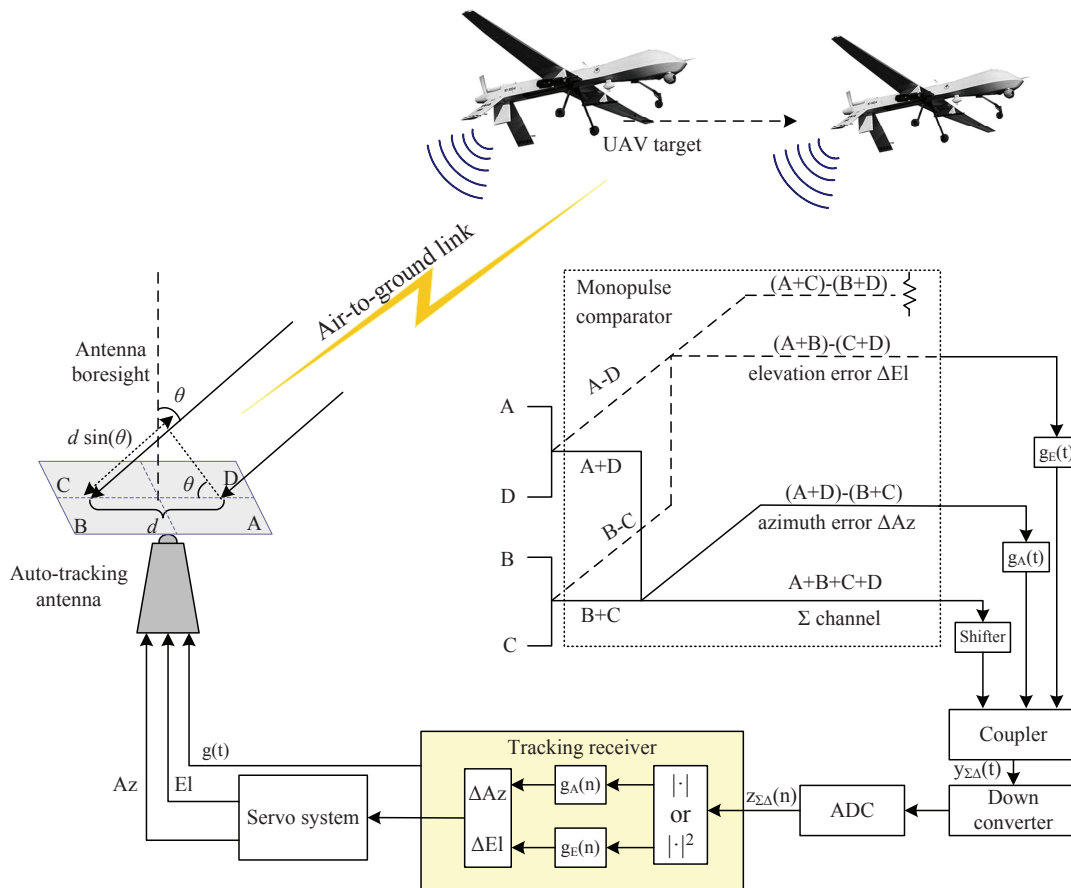 UAV target
Air-to-ground link
Antenna
boresight
θ
d sin(θ)
θ
C
D
B
d
A
Auto-tracking
antenna
Monopulse
comparator
(A+C)-(B+D)
(A+B)-(C+D)
elevation error ΔEl
A-D
A
A+D
D
B-C
(A+D)-(B+C)
azimuth error ΔAz
B
A+B+C+D
B+C
Σ channel
C
gE(t)
gA(t)
Shifter
Coupler
yΣΔ(t)
Down
converter
ADC
zΣΔ(n)
Tracking receiver
|·|
or
|·|²
gA(n)
gE(n)
ΔAz
ΔEl
Servo system
g(t)
El
Az